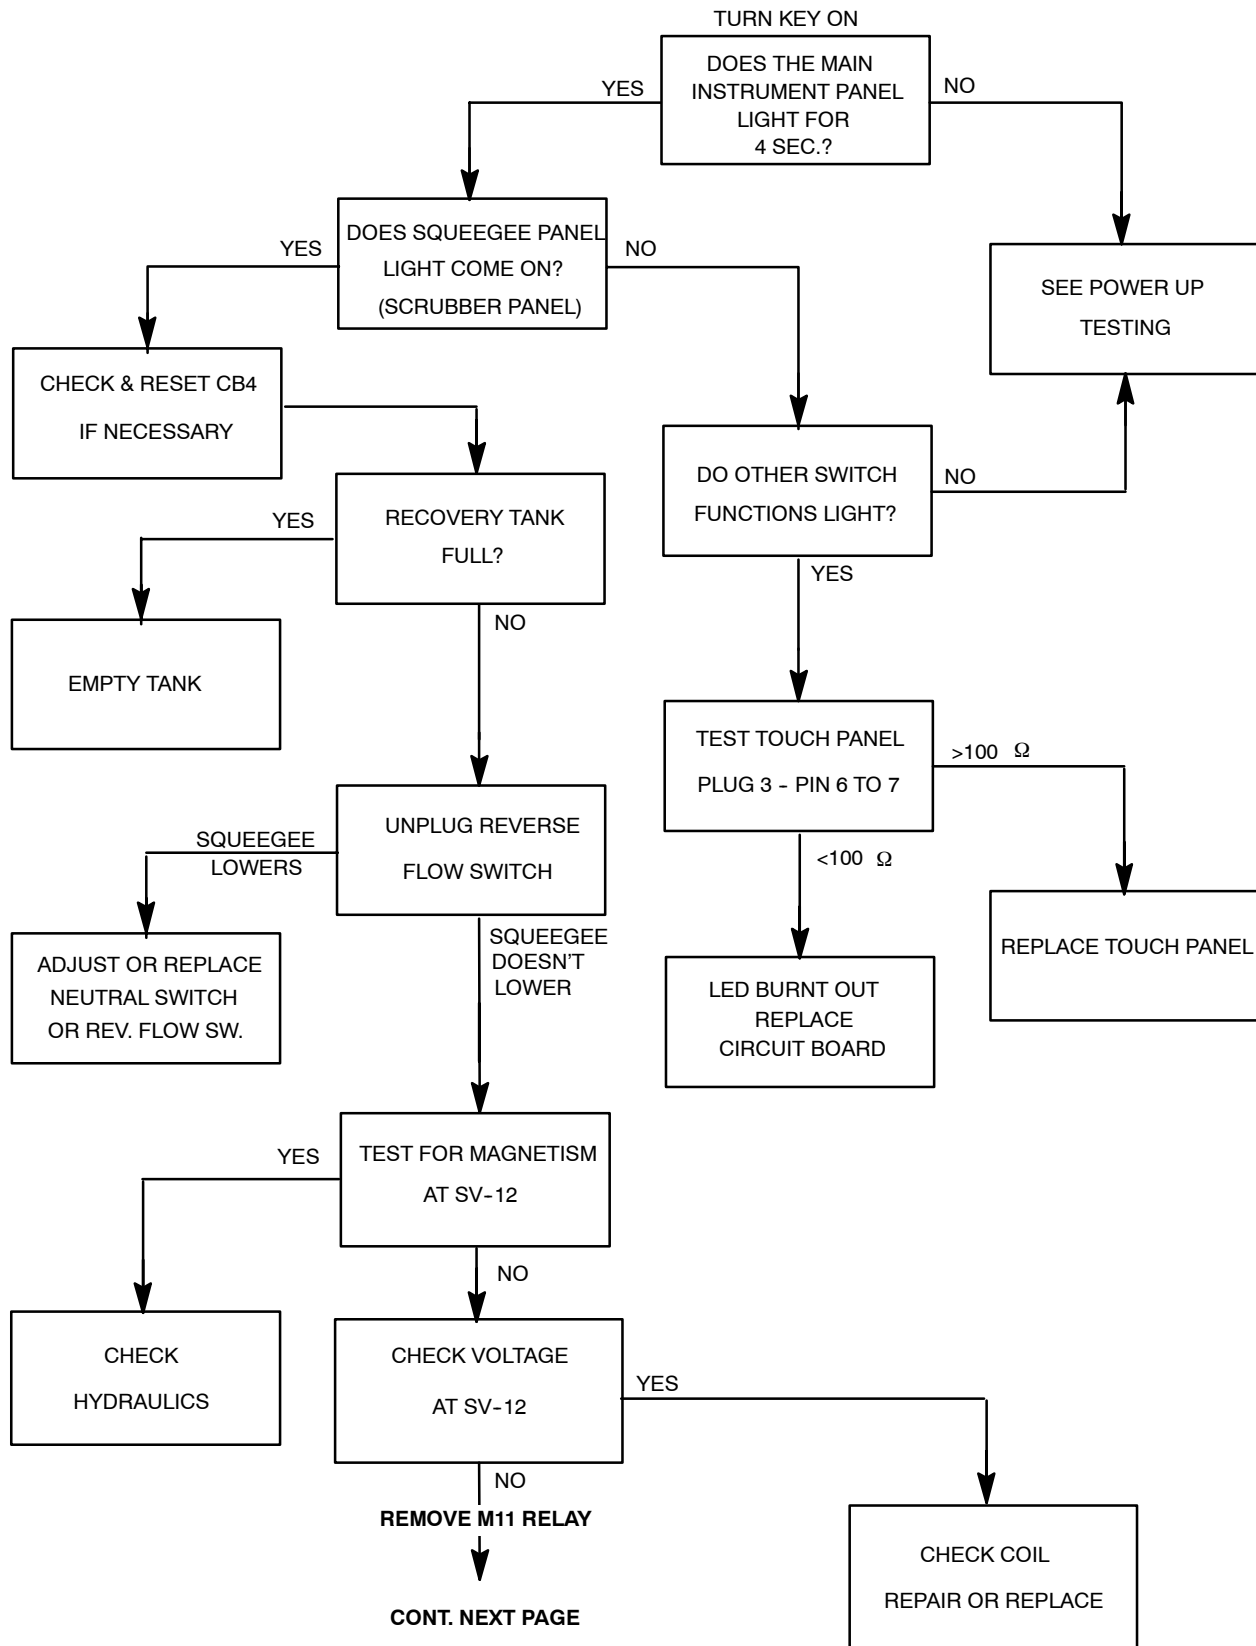 TURN KEY ON
DOES THE MAIN
INSTRUMENT PANEL
LIGHT FOR
4 SEC.?
YES
NO
DOES SQUEEGEE PANEL
LIGHT COME ON?
(SCRUBBER PANEL)
YES
NO
SEE POWER UP
TESTING
CHECK & RESET CB4
IF NECESSARY
DO OTHER SWITCH
FUNCTIONS LIGHT?
NO
YES
RECOVERY TANK
FULL?
YES
NO
EMPTY TANK
TEST TOUCH PANEL
PLUG 3 - PIN 6 TO 7
>100 Ω
<100 Ω
UNPLUG REVERSE
FLOW SWITCH
SQUEEGEE
LOWERS
SQUEEGEE
DOESN'T
LOWER
ADJUST OR REPLACE
NEUTRAL SWITCH
OR REV. FLOW SW.
LED BURNT OUT
REPLACE
CIRCUIT BOARD
REPLACE TOUCH PANEL
TEST FOR MAGNETISM
AT SV-12
YES
NO
CHECK
HYDRAULICS
CHECK VOLTAGE
AT SV-12
YES
NO
REMOVE M11 RELAY
CONT. NEXT PAGE
CHECK COIL
REPAIR OR REPLACE